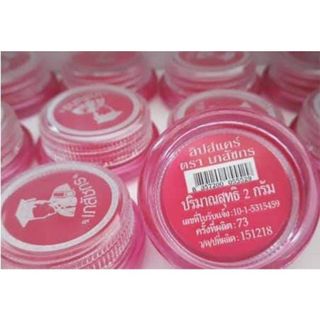 ลิปสแคร์
ตรา เภสัชกร
ปริมาณสุทธิ 2 กรัม
เลขที่ใบรับแจ้ง:10-1-5315459
ครั้งที่ผลิต: 73
ว/ด/ปที่ผลิต: 151218
เภสัชกร